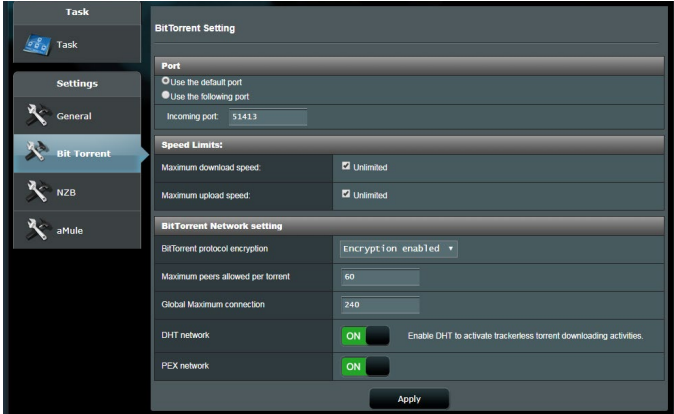 Task
Task
Settings
General
Bit Torrent
NZB
aMule
BitTorrent Setting
Port
Use the default port
Use the following port
Incoming port: 51413
Speed Limits:
Maximum download speed: Unlimited
Maximum upload speed: Unlimited
BitTorrent Network setting
BitTorrent protocol encryption Encryption enabled
Maximum peers allowed per torrent 60
Global Maximum connection 240
DHT network ON Enable DHT to activate trackerless torrent downloading activities.
PEX network ON
Apply